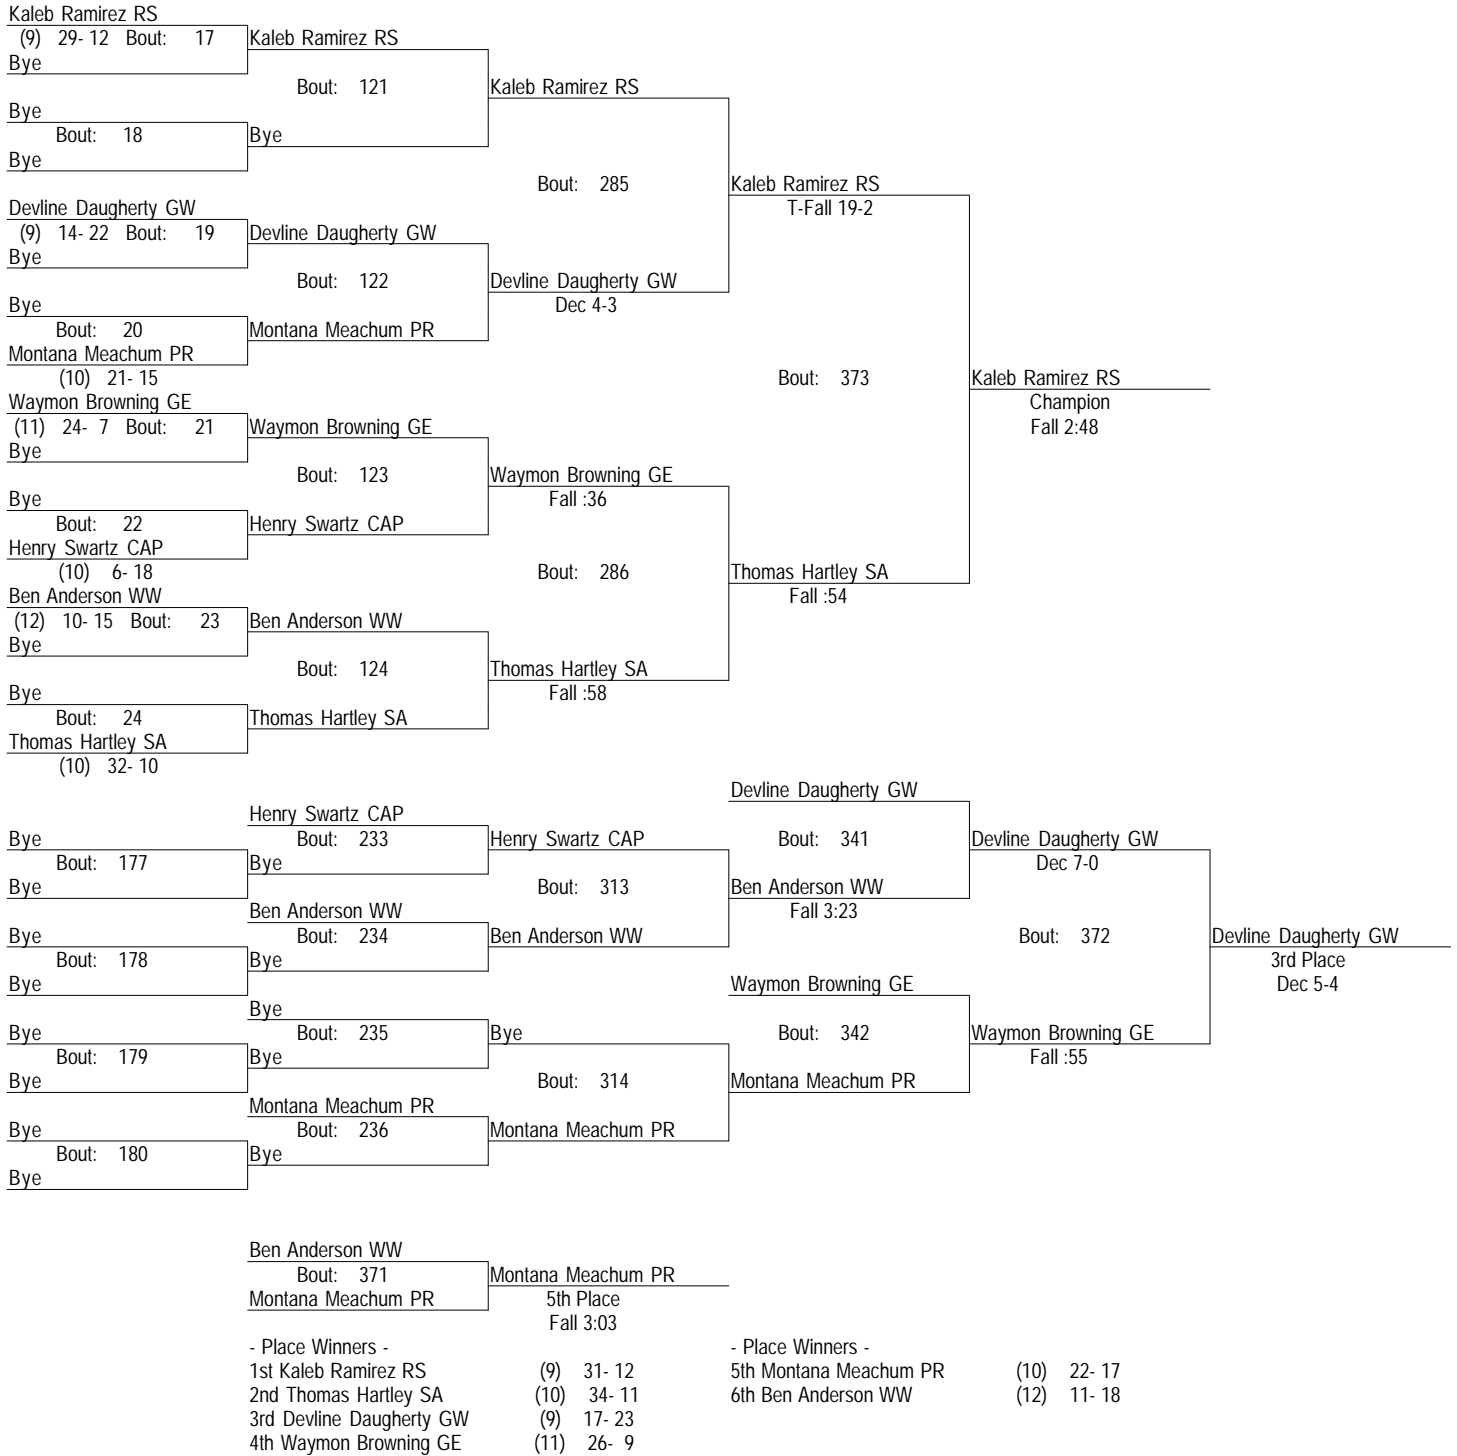 Kaleb Ramirez RS
(9) 29- 12 Bout: 17 Kaleb Ramirez RS
Bye
Bout: 121 Kaleb Ramirez RS
Bye
Bout: 18 Bye
Bye
Bout: 285 Kaleb Ramirez RS
Devline Daugherty GW T-Fall 19-2
(9) 14- 22 Bout: 19 Devline Daugherty GW
Bye
Bout: 122 Devline Daugherty GW
Bye Dec 4-3
Bout: 20 Montana Meachum PR
Montana Meachum PR
(10) 21- 15 Bout: 373 Kaleb Ramirez RS
Waymon Browning GE Champion
(11) 24- 7 Bout: 21 Waymon Browning GE Fall 2:48
Bye
Bout: 123 Waymon Browning GE
Bye Fall :36
Bout: 22 Henry Swartz CAP
Henry Swartz CAP
(10) 6- 18 Bout: 286 Thomas Hartley SA
Ben Anderson WW Fall :54
(12) 10- 15 Bout: 23 Ben Anderson WW
Bye
Bout: 124 Thomas Hartley SA
Bye Fall :58
Bout: 24 Thomas Hartley SA
Thomas Hartley SA
(10) 32- 10
Devline Daugherty GW
Henry Swartz CAP
Bye Bout: 233 Henry Swartz CAP Bout: 341 Devline Daugherty GW
Bout: 177 Bye Dec 7-0
Bye Bout: 313 Ben Anderson WW
Ben Anderson WW Fall 3:23
Bye Bout: 234 Ben Anderson WW Bout: 372 Devline Daugherty GW
Bout: 178 Bye 3rd Place
Bye Waymon Browning GE Dec 5-4
Bye
Bye Bout: 235 Bye Bout: 342 Waymon Browning GE
Bout: 179 Bye Fall :55
Bye Bout: 314 Montana Meachum PR
Montana Meachum PR
Bye Bout: 236 Montana Meachum PR
Bout: 180 Bye
Bye
Ben Anderson WW
Bout: 371 Montana Meachum PR
Montana Meachum PR 5th Place
Fall 3:03
- Place Winners - - Place Winners -
1st Kaleb Ramirez RS (9) 31- 12 5th Montana Meachum PR (10) 22- 17
2nd Thomas Hartley SA (10) 34- 11 6th Ben Anderson WW (12) 11- 18
3rd Devline Daugherty GW (9) 17- 23
4th Waymon Browning GE (11) 26- 9